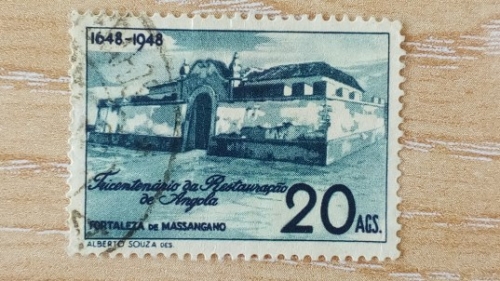 1648-1948
Tricentenário da Restauração
de Angola
FORTALEZA DE MASSANGANO
20 AGS.
ALBERTO SOUZA DES.